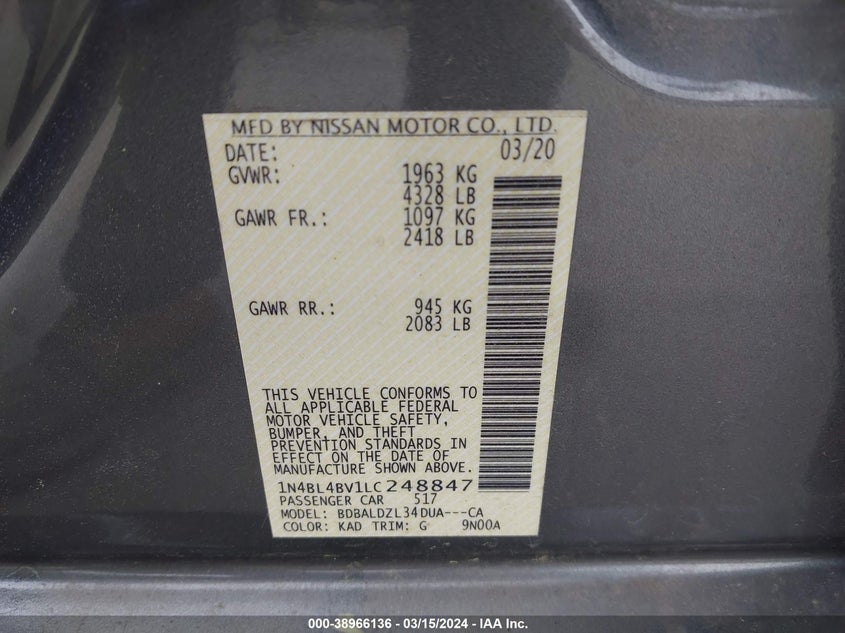 MFD BY NISSAN MOTOR CO., LTD.
DATE: 03/20
GVWR: 1963 KG
4328 LB
GAWR FR.: 1097 KG
2418 LB
GAWR RR.: 945 KG
2083 LB
THIS VEHICLE CONFORMS TO
ALL APPLICABLE FEDERAL
MOTOR VEHICLE SAFETY,
BUMPER, AND THEFT
PREVENTION STANDARDS IN
EFFECT ON THE DATE OF
MANUFACTURE SHOWN ABOVE.
1N4BL4BV1LC248847
PASSENGER CAR 517
MODEL: BDBALDZL34DUA---CA
COLOR: KAD TRIM: G 9N00A
000-38966136 - 03/15/2024 - IAA Inc.